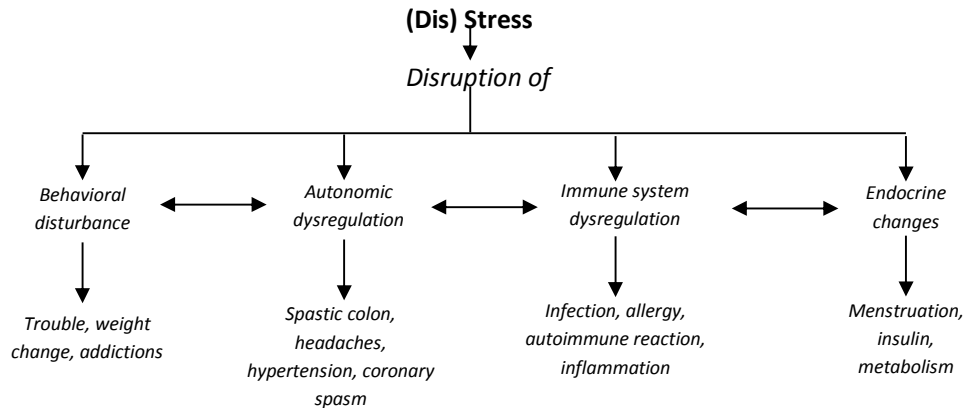 (Dis) Stress
Disruption of
Behavioral
disturbance
Autonomic
dysregulation
Immune system
dysregulation
Endocrine
changes
Trouble, weight
change, addictions
Spastic colon,
headaches,
hypertension, coronary
spasm
Infection, allergy,
autoimmune reaction,
inflammation
Menstruation,
insulin,
metabolism